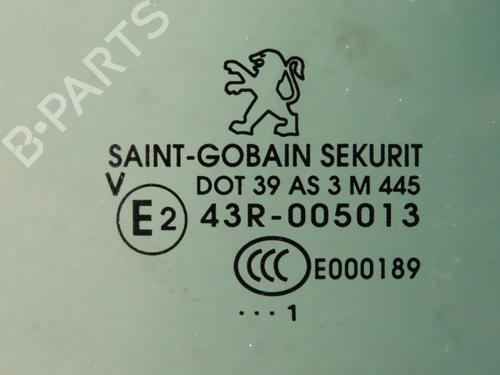 B-PARTS
SAINT-GOBAIN SEKURIT
V DOT 39 AS 3 M 445
E2 43R-005013
CCC E000189
... 1